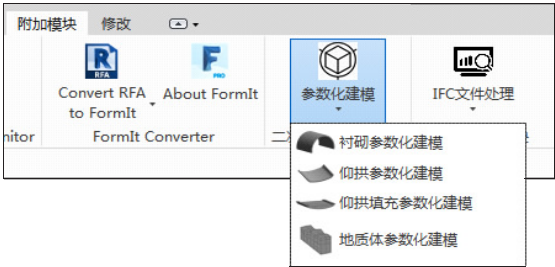 附加模块 修改
RFA
PRO
Convert RFA
to FormIt
About FormIt
参数化建模
IFC文件处理
nitor
FormIt Converter
二
衬砌参数化建模
仰拱参数化建模
仰拱填充参数化建模
地质体参数化建模